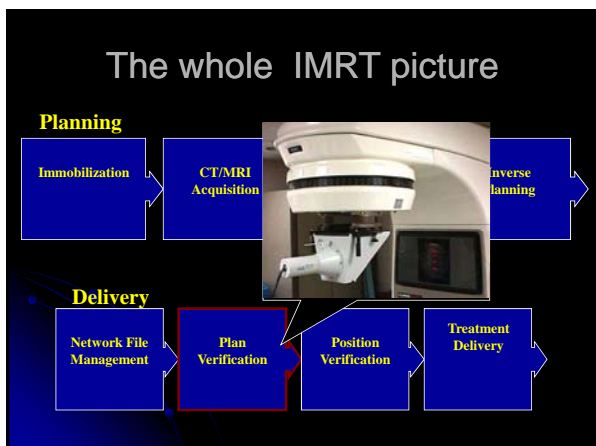 The whole IMRT picture
Planning
Immobilization
CT/MRI
Acquisition
Inverse
Planning
Delivery
Network File
Management
Plan
Verification
Position
Verification
Treatment
Delivery